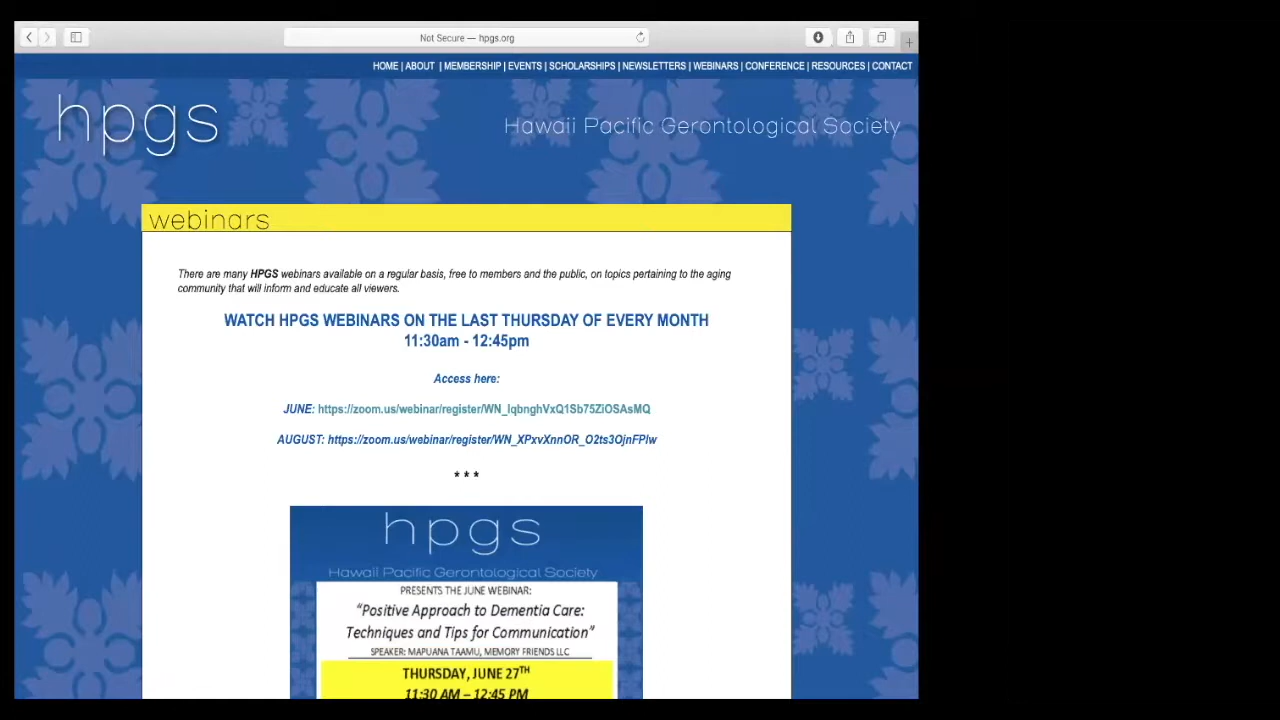 Not Secure — hpgs.org
HOME | ABOUT | MEMBERSHIP | EVENTS | SCHOLARSHIPS | NEWSLETTERS | WEBINARS | CONFERENCE | RESOURCES | CONTACT
hpgs
Hawaii Pacific Gerontological Society
webinars
There are many HPGS webinars available on a regular basis, free to members and the public, on topics pertaining to the aging
community that will inform and educate all viewers.
WATCH HPGS WEBINARS ON THE LAST THURSDAY OF EVERY MONTH
11:30am - 12:45pm
Access here:
JUNE: https://zoom.us/webinar/register/WN_IqbnghVxQ1Sb75ZiOSAsMQ
AUGUST: https://zoom.us/webinar/register/WN_XPxvXnnOR_O2ts3OjnFPlw
* * *
hpgs
Hawaii Pacific Gerontological Society
PRESENTS THE JUNE WEBINAR:
“Positive Approach to Dementia Care:
Techniques and Tips for Communication”
SPEAKER: MAPUANA TAAMU, MEMORY FRIENDS LLC
THURSDAY, JUNE 27TH
11:30 AM – 12:45 PM